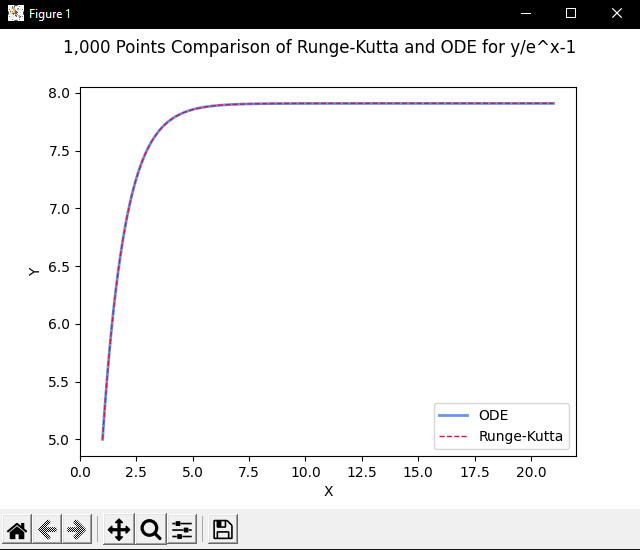 Figure 1
1,000 Points Comparison of Runge-Kutta and ODE for y/e^x-1
8.0
7.5
7.0
6.5
6.0
5.5
5.0
Y
ODE
Runge-Kutta
0.0 2.5 5.0 7.5 10.0 12.5 15.0 17.5 20.0
X